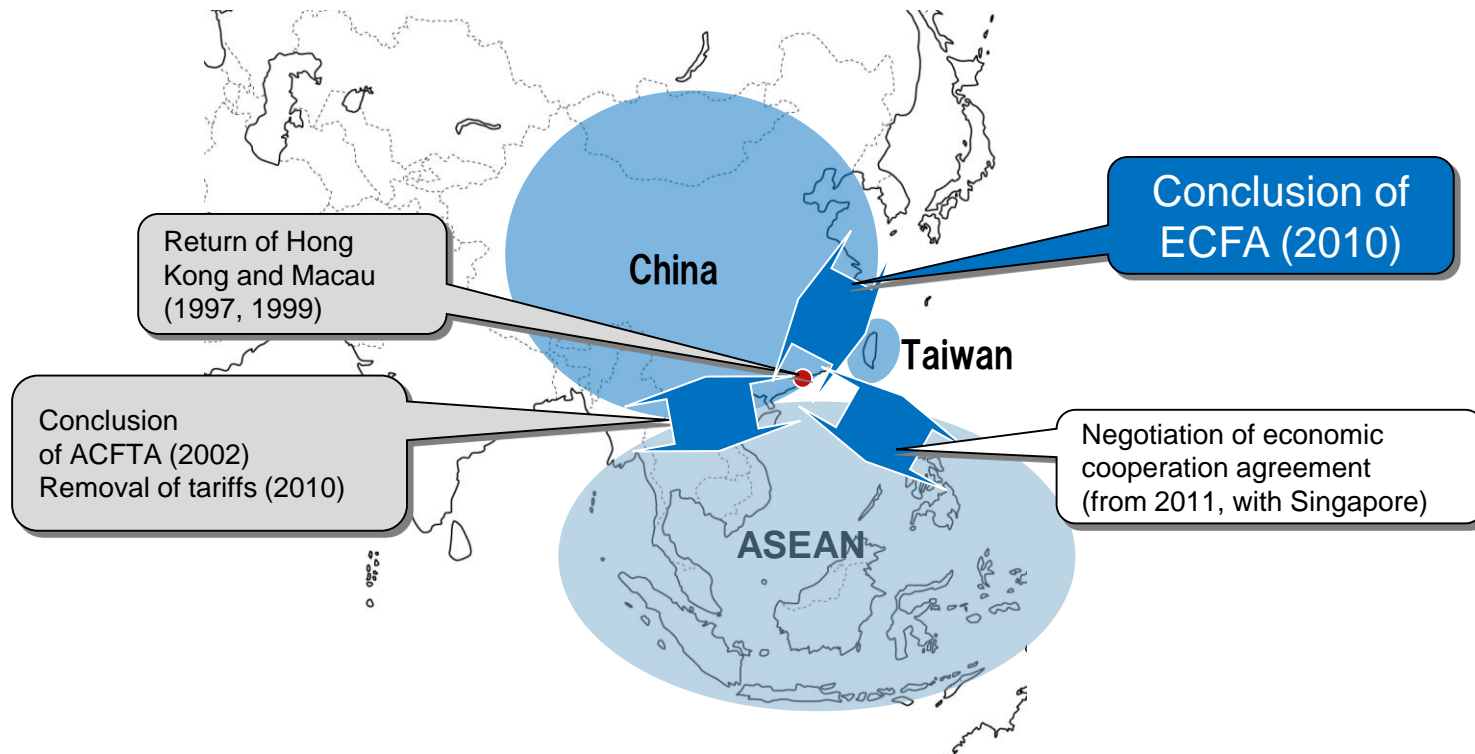 Conclusion of
ECFA (2010)
Return of Hong
Kong and Macau
(1997, 1999)
China
Taiwan
Conclusion
of ACFTA (2002)
Removal of tariffs (2010)
Negotiation of economic
cooperation agreement
(from 2011, with Singapore)
ASEAN